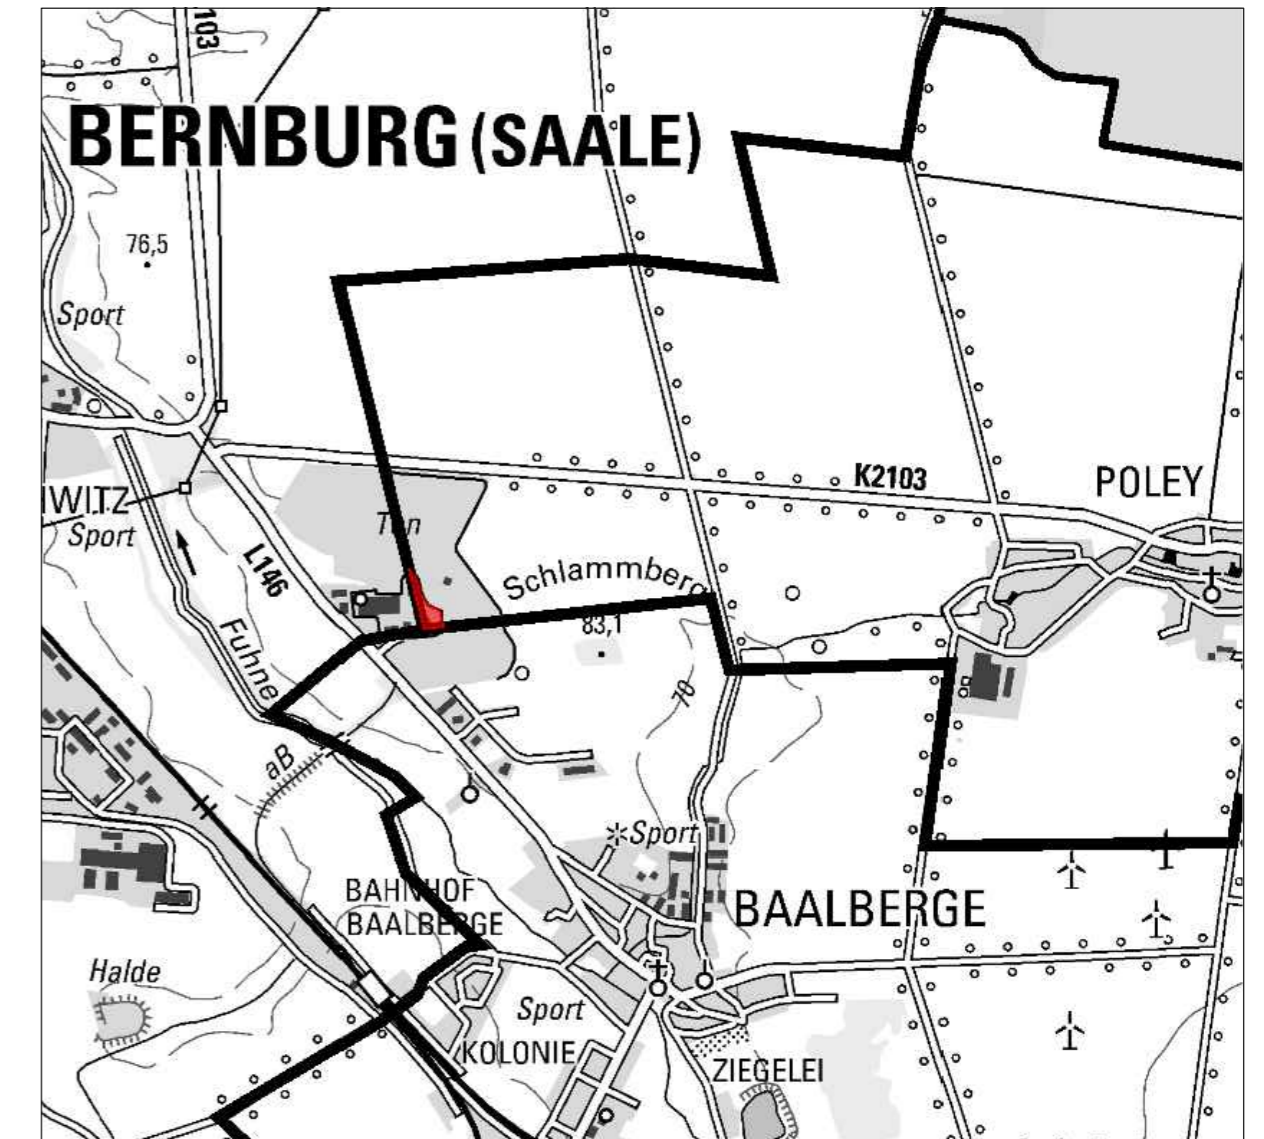 103
BERNBURG (SAALE)
76,5
Sport
K2103
POLEY
Sport
Ton
L146
Schlammberg
83,1
Fuhne
70
aB
Sport
BAHNHOF
BAALBERGE
BAALBERGE
Halde
Sport
KOLONIE
ZIEGELEI